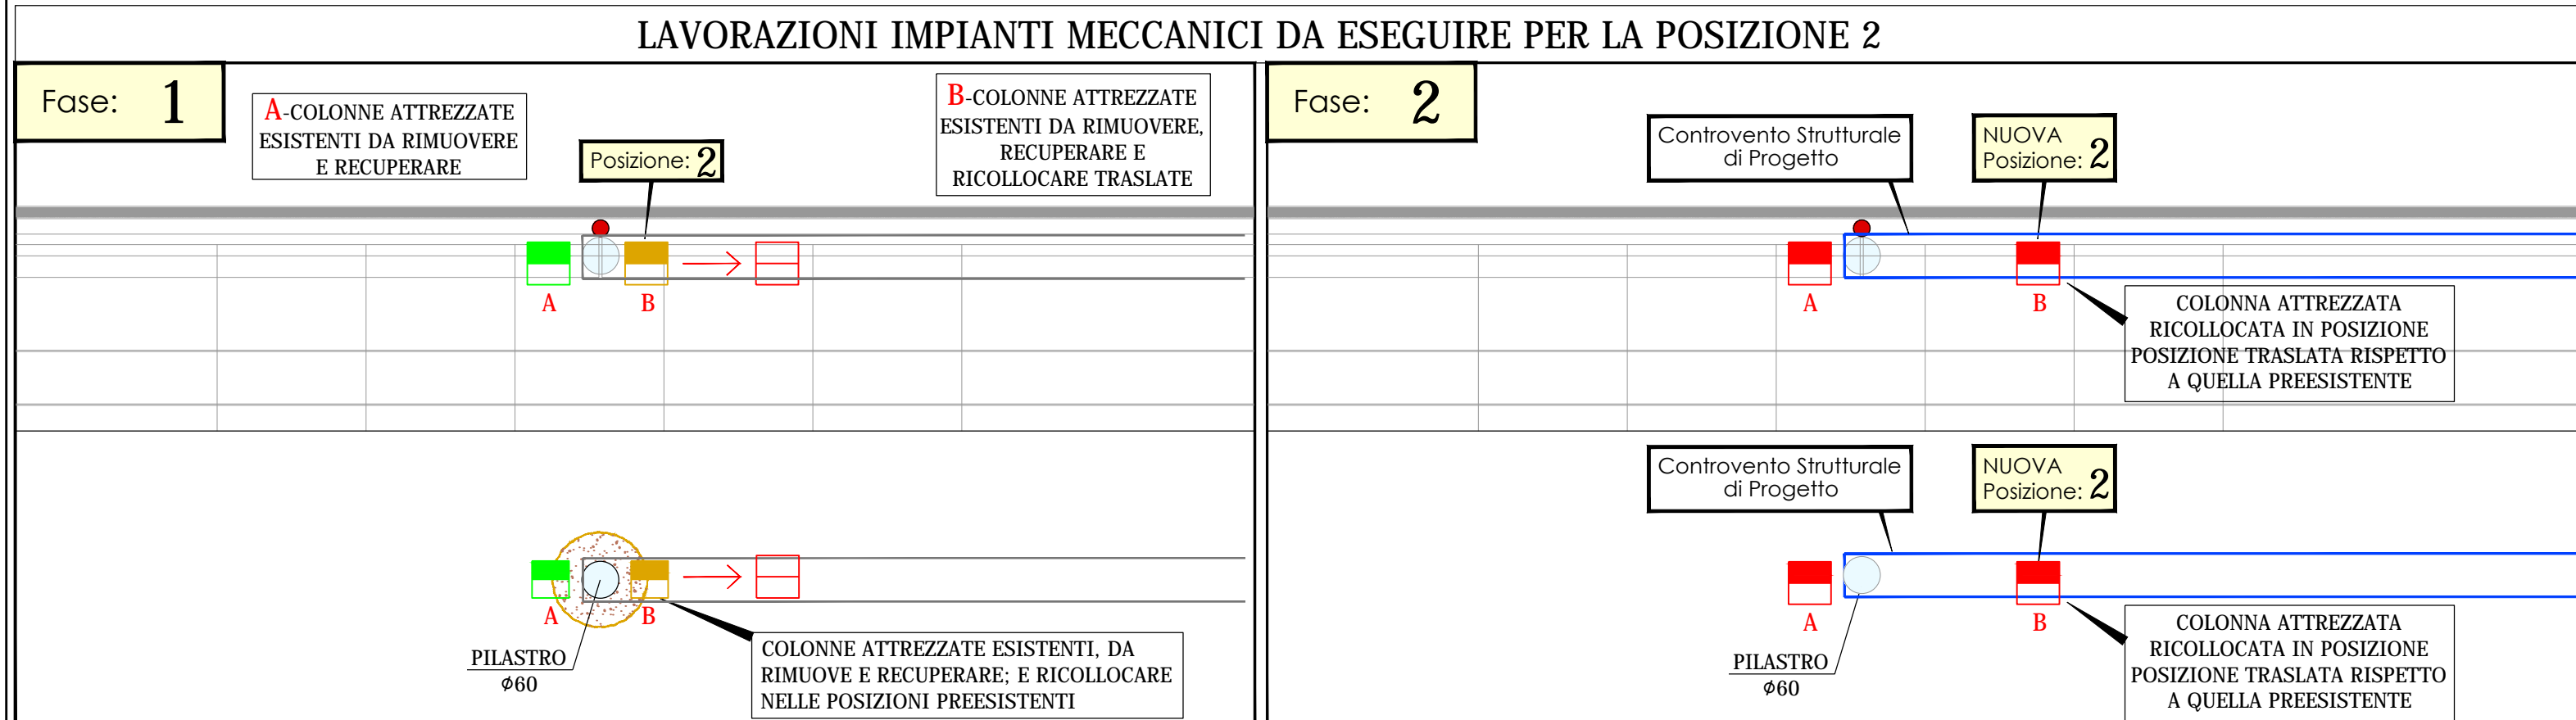 LAVORAZIONI IMPIANTI MECCANICI DA ESEGUIRE PER LA POSIZIONE 2
Fase: 1
A-COLONNE ATTREZZATE
ESISTENTI DA RIMUOVERE
E RECUPERARE
Posizione: 2
B-COLONNE ATTREZZATE
ESISTENTI DA RIMUOVERE,
RECUPERARE E
RICOLLOCARE TRASLATE
A
B
A
B
PILASTRO
ø60
COLONNE ATTREZZATE ESISTENTI, DA
RIMUOVE E RECUPERARE; E RICOLLOCARE
NELLE POSIZIONI PREESISTENTI
Fase: 2
Controvento Strutturale
di Progetto
NUOVA
Posizione: 2
A
B
COLONNA ATTREZZATA
RICOLLOCATA IN POSIZIONE
POSIZIONE TRASLATA RISPETTO
A QUELLA PREESISTENTE
Controvento Strutturale
di Progetto
NUOVA
Posizione: 2
A
B
PILASTRO
ø60
COLONNA ATTREZZATA
RICOLLOCATA IN POSIZIONE
POSIZIONE TRASLATA RISPETTO
A QUELLA PREESISTENTE